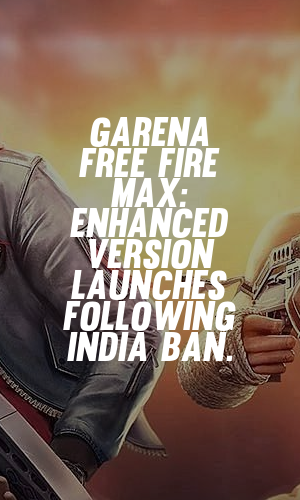 GARENA
FREE FIRE
MAX:
ENHANCED
VERSION
LAUNCHES
FOLLOWING
INDIA BAN.